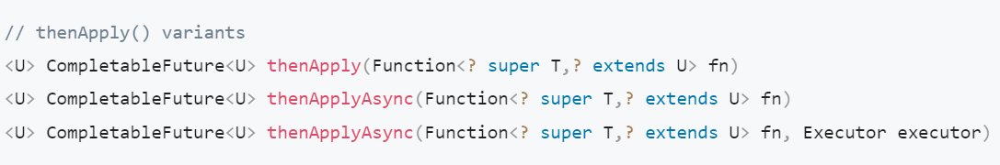 // thenApply() variants
<U> CompletableFuture<U> thenApply(Function<? super T,? extends U> fn)
<U> CompletableFuture<U> thenApplyAsync(Function<? super T,? extends U> fn)
<U> CompletableFuture<U> thenApplyAsync(Function<? super T,? extends U> fn, Executor executor)